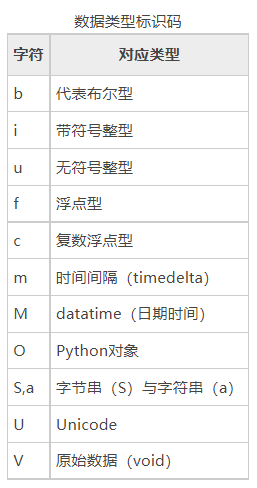 数据类型标识码
字符 对应类型
b 代表布尔型
i 带符号整型
u 无符号整型
f 浮点型
c 复数浮点型
m 时间间隔（timedelta）
M datatime（日期时间）
O Python对象
S,a 字节串（S）与字符串（a）
U Unicode
V 原始数据（void）